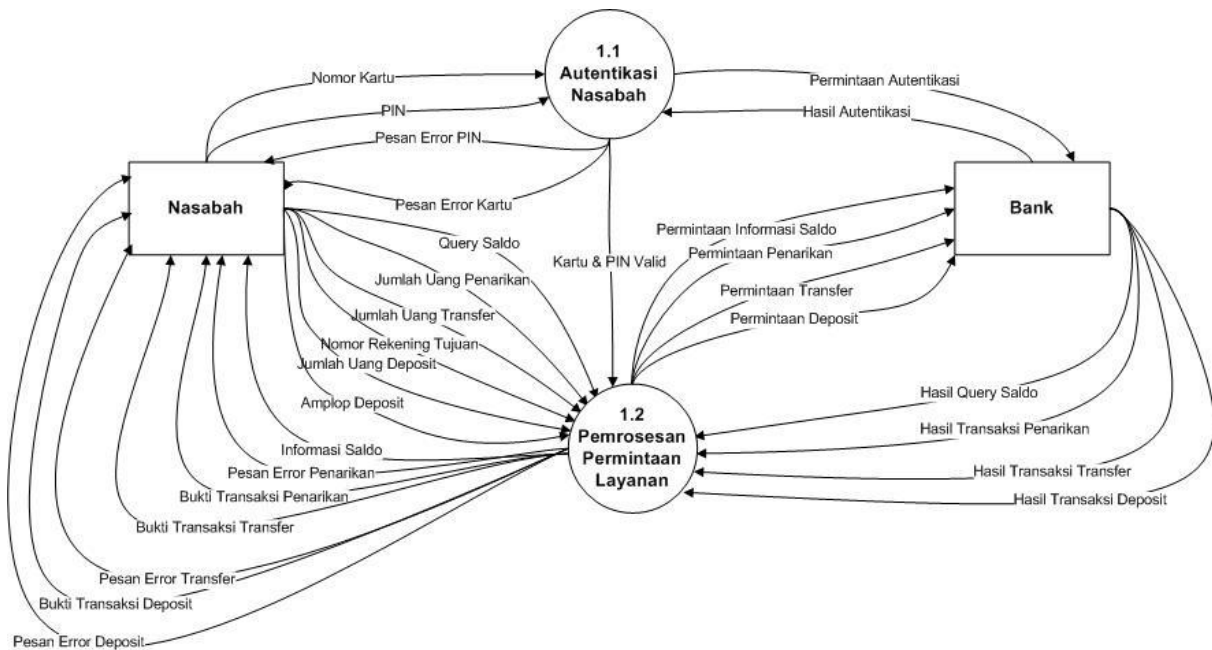 1.1
Autentikasi
Nasabah
Nomor Kartu
Permintaan Autentikasi
PIN
Hasil Autentikasi
Pesan Error PIN
Nasabah
Bank
Pesan Error Kartu
Query Saldo
Permintaan Informasi Saldo
Kartu & PIN Valid
Permintaan Penarikan
Jumlah Uang Penarikan
Permintaan Transfer
Jumlah Uang Transfer
Permintaan Deposit
Nomor Rekening Tujuan
Jumlah Uang Deposit
Amplop Deposit
Hasil Query Saldo
1.2
Pemrosesan
Permintaan
Layanan
Hasil Transaksi Penarikan
Informasi Saldo
Pesan Error Penarikan
Hasil Transaksi Transfer
Bukti Transaksi Penarikan
Hasil Transaksi Deposit
Bukti Transaksi Transfer
Pesan Error Transfer
Bukti Transaksi Deposit
Pesan Error Deposit